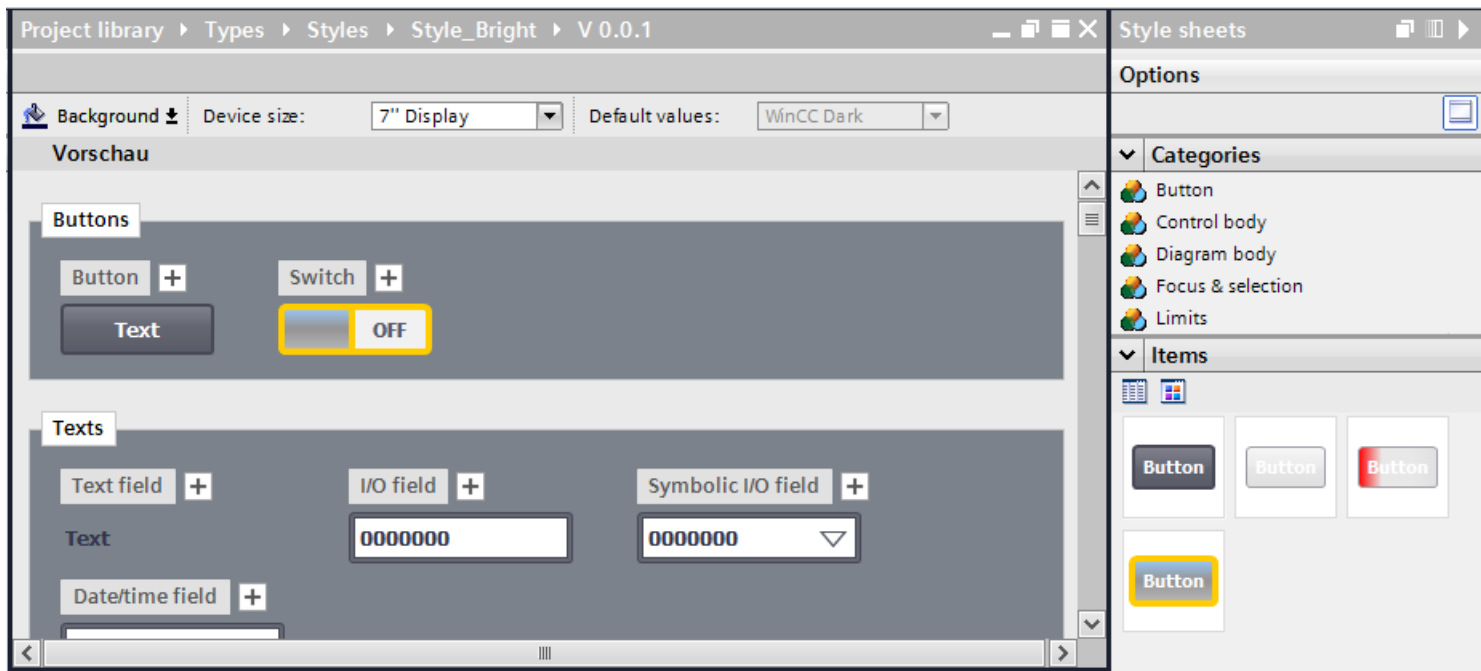 Project library ▸ Types ▸ Styles ▸ Style_Bright ▸ V 0.0.1
Background Device size: 7" Display Default values: WinCC Dark
Vorschau
Buttons
Button + Switch +
Text OFF
Texts
Text field + I/O field + Symbolic I/O field +
Text 0000000 0000000
Date/time field +
Style sheets
Options
Categories
Button
Control body
Diagram body
Focus & selection
Limits
Items
Button Button Button
Button